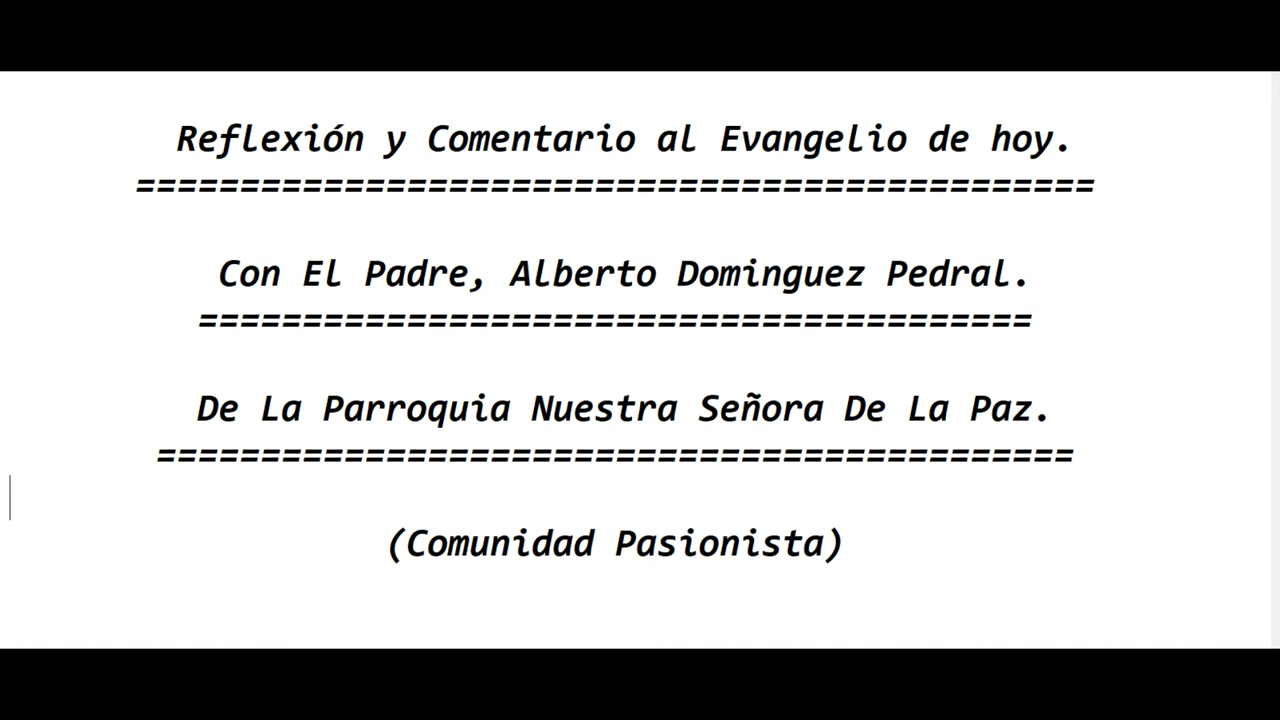 Reflexión y Comentario al Evangelio de hoy.
==============================================
Con El Padre, Alberto Dominguez Pedral.
========================================
De La Parroquia Nuestra Señora De La Paz.
============================================
(Comunidad Pasionista)